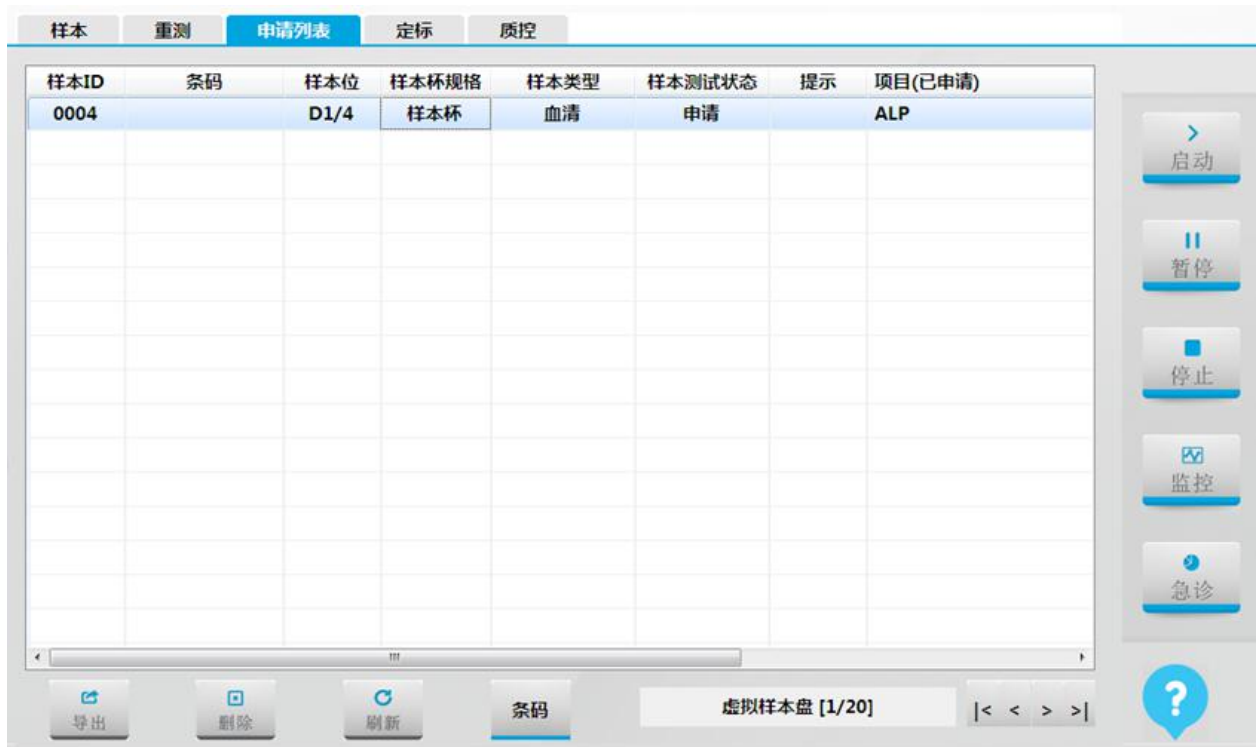 样本 重测 申请列表 定标 质控
样本ID 条码 样本位 样本杯规格 样本类型 样本测试状态 提示 项目(已申请)
0004 D1/4 样本杯 血清 申请 ALP
启动
暂停
停止
监控
急诊
导出 删除 刷新 条码 虚拟样本盘 [1/20] |< < > >|
?